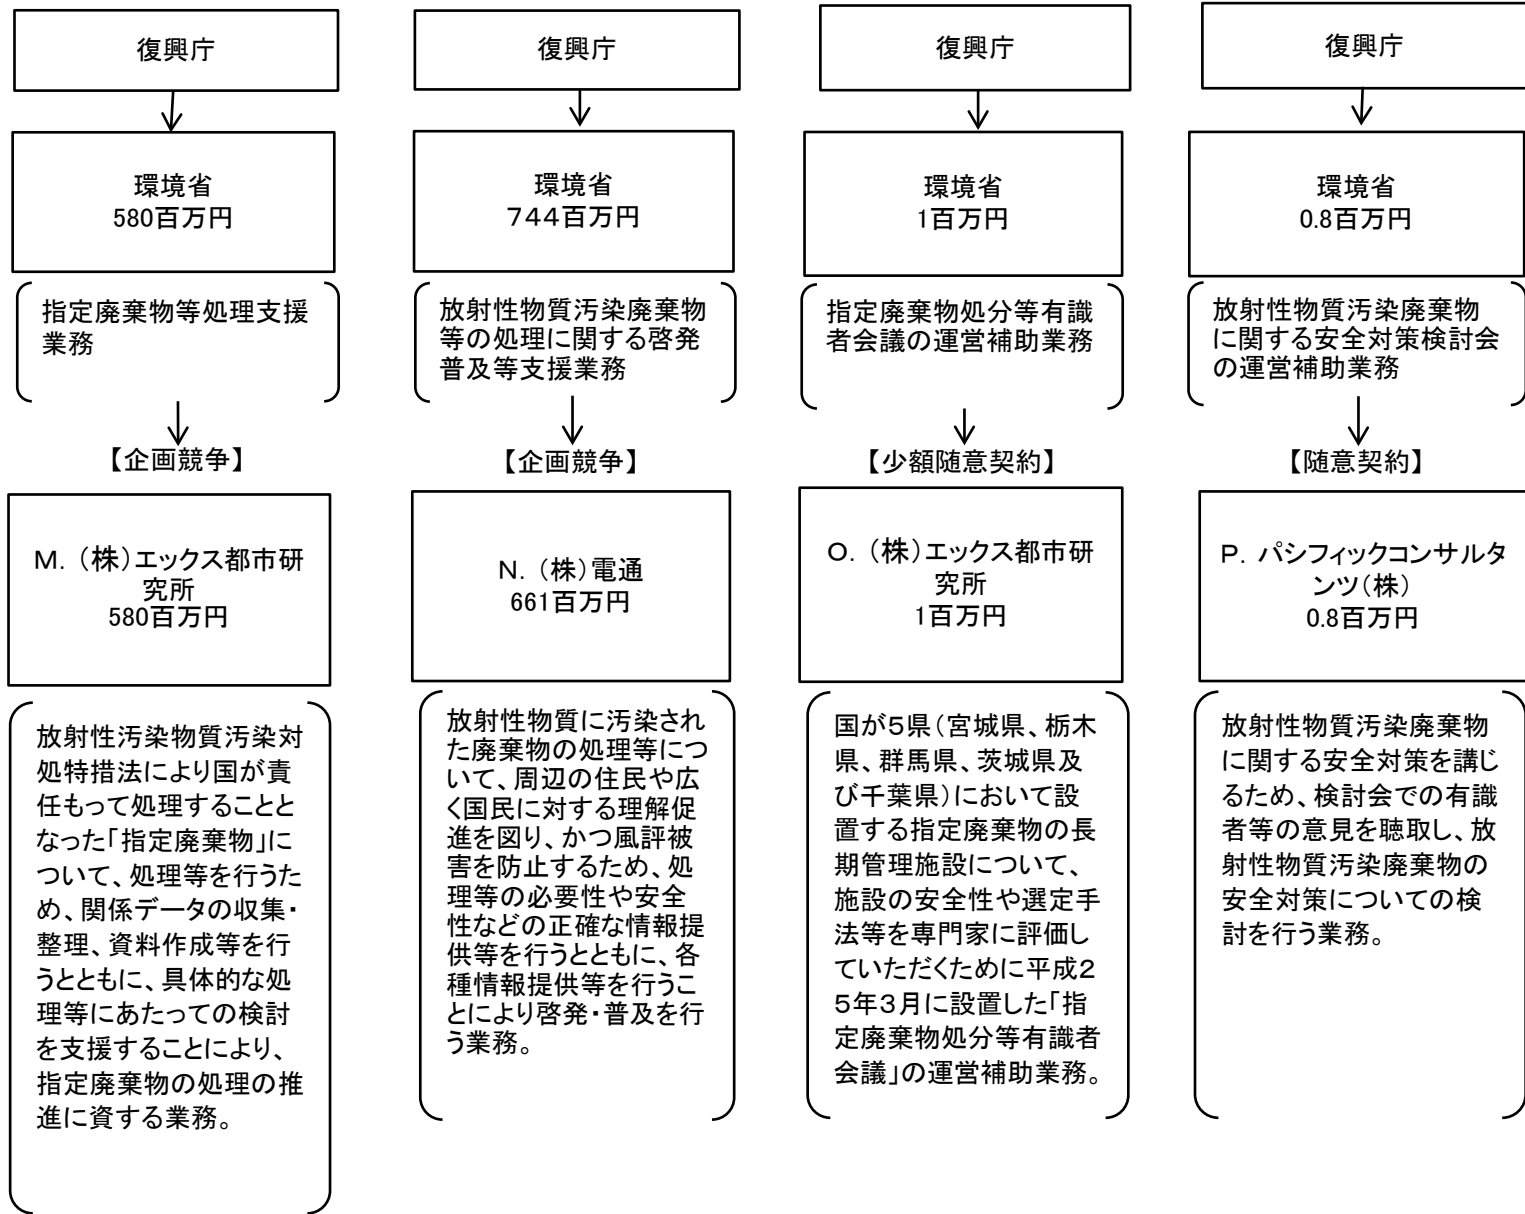 復興庁
環境省
580百万円
指定廃棄物等処理支援
業務
【企画競争】
M.（株）エックス都市研
究所
580百万円
放射性汚染物質汚染対
処特措法により国が責
任もって処理することと
なった「指定廃棄物」に
ついて、処理等を行うた
め、関係データの収集・
整理、資料作成等を行
うとともに、具体的な処
理等にあたっての検討
を支援することにより、
指定廃棄物の処理の推
進に資する業務。
復興庁
環境省
７４４百万円
放射性物質汚染廃棄物
等の処理に関する啓発
普及等支援業務
【企画競争】
N.（株）電通
661百万円
放射性物質に汚染され
た廃棄物の処理等につ
いて、周辺の住民や広
く国民に対する理解促
進を図り、かつ風評被
害を防止するため、処
理等の必要性や安全
性などの正確な情報提
供等を行うとともに、各
種情報提供等を行うこ
とにより啓発・普及を行
う業務。
復興庁
環境省
1百万円
指定廃棄物処分等有識
者会議の運営補助業務
【少額随意契約】
O.（株）エックス都市研
究所
1百万円
国が５県（宮城県、栃木
県、群馬県、茨城県及
び千葉県）において設
置する指定廃棄物の長
期管理施設について、
施設の安全性や選定手
法等を専門家に評価し
ていただくために平成２
５年３月に設置した「指
定廃棄物処分等有識者
会議」の運営補助業務。
復興庁
環境省
0.8百万円
放射性物質汚染廃棄物
に関する安全対策検討会
の運営補助業務
【随意契約】
P. パシフィックコンサルタ
ンツ（株）
0.8百万円
放射性物質汚染廃棄物
に関する安全対策を講じ
るため、検討会での有識
者等の意見を聴取し、放
射性物質汚染廃棄物の
安全対策についての検
討を行う業務。